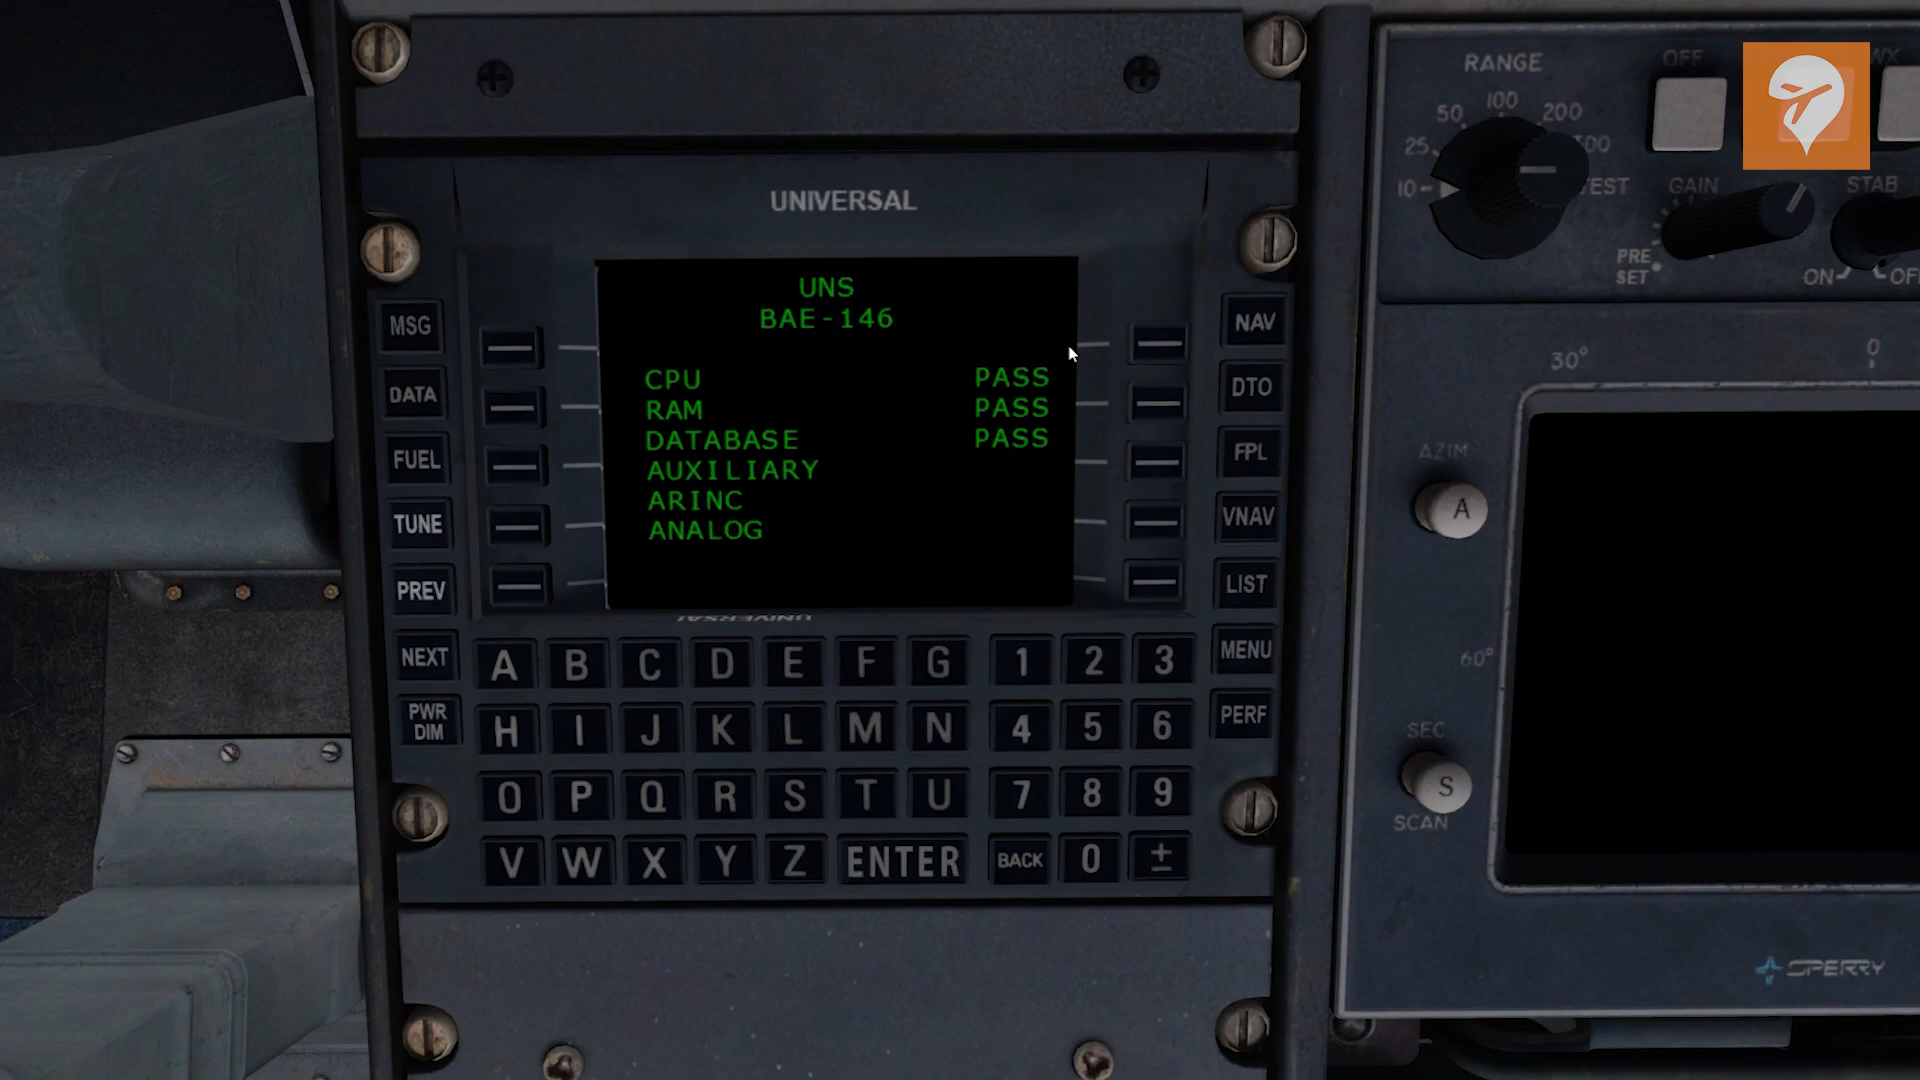 UNIVERSAL
UNS
BAE-146
CPU PASS
RAM PASS
DATABASE PASS
AUXILIARY
ARINC
ANALOG
MSG
DATA
FUEL
TUNE
PREV
NEXT
PWR
DIM
NAV
DTO
FPL
VNAV
LIST
MENU
PERF
UNIVERSAL
A B C D E F G 1 2 3
H I J K L M N 4 5 6
O P Q R S T U 7 8 9
V W X Y Z ENTER BACK 0 ±
RANGE
10 25 50 100 200
TEST
OFF
WX
GAIN
PRE
SET
STAB
ON
30° 0
AZIM
A
60°
SEC
S
SCAN
SPERRY